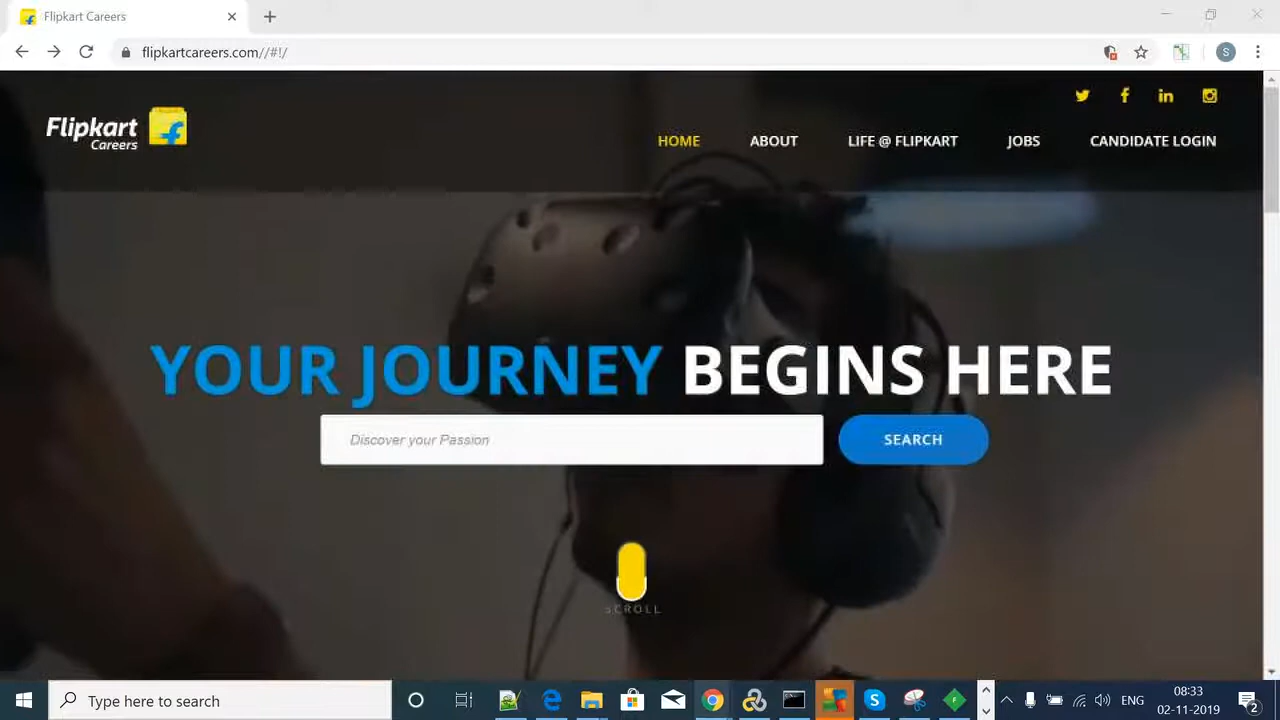 Flipkart Careers
flipkartcareers.com//#!/
S
Flipkart
Careers
HOME
ABOUT
LIFE @ FLIPKART
JOBS
CANDIDATE LOGIN
YOUR JOURNEY BEGINS HERE
Discover your Passion
SEARCH
SCROLL
Type here to search
ENG
08:33
02-11-2019
2